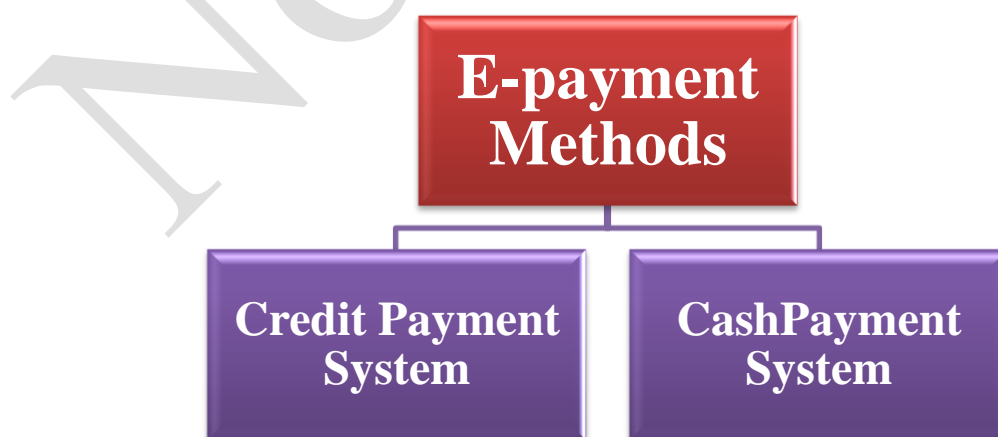 E-payment
Methods
Credit Payment
System
CashPayment
System